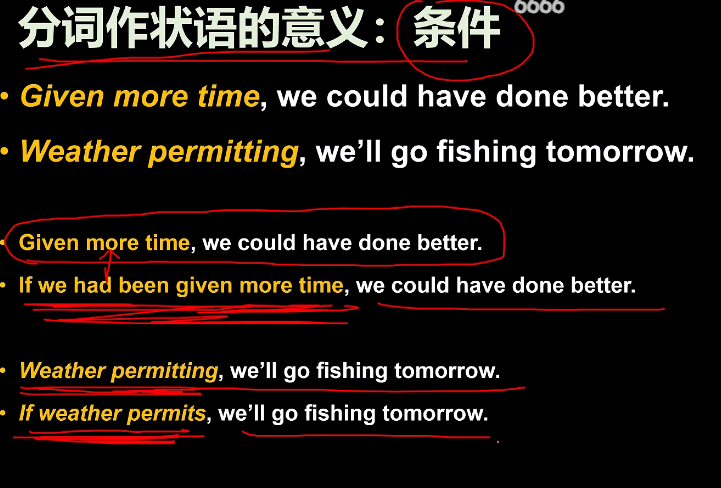 分词作状语的意义：条件
6666
• Given more time, we could have done better.
• Weather permitting, we’ll go fishing tomorrow.
• Given more time, we could have done better.
• If we had been given more time, we could have done better.
• Weather permitting, we’ll go fishing tomorrow.
• If weather permits, we’ll go fishing tomorrow.